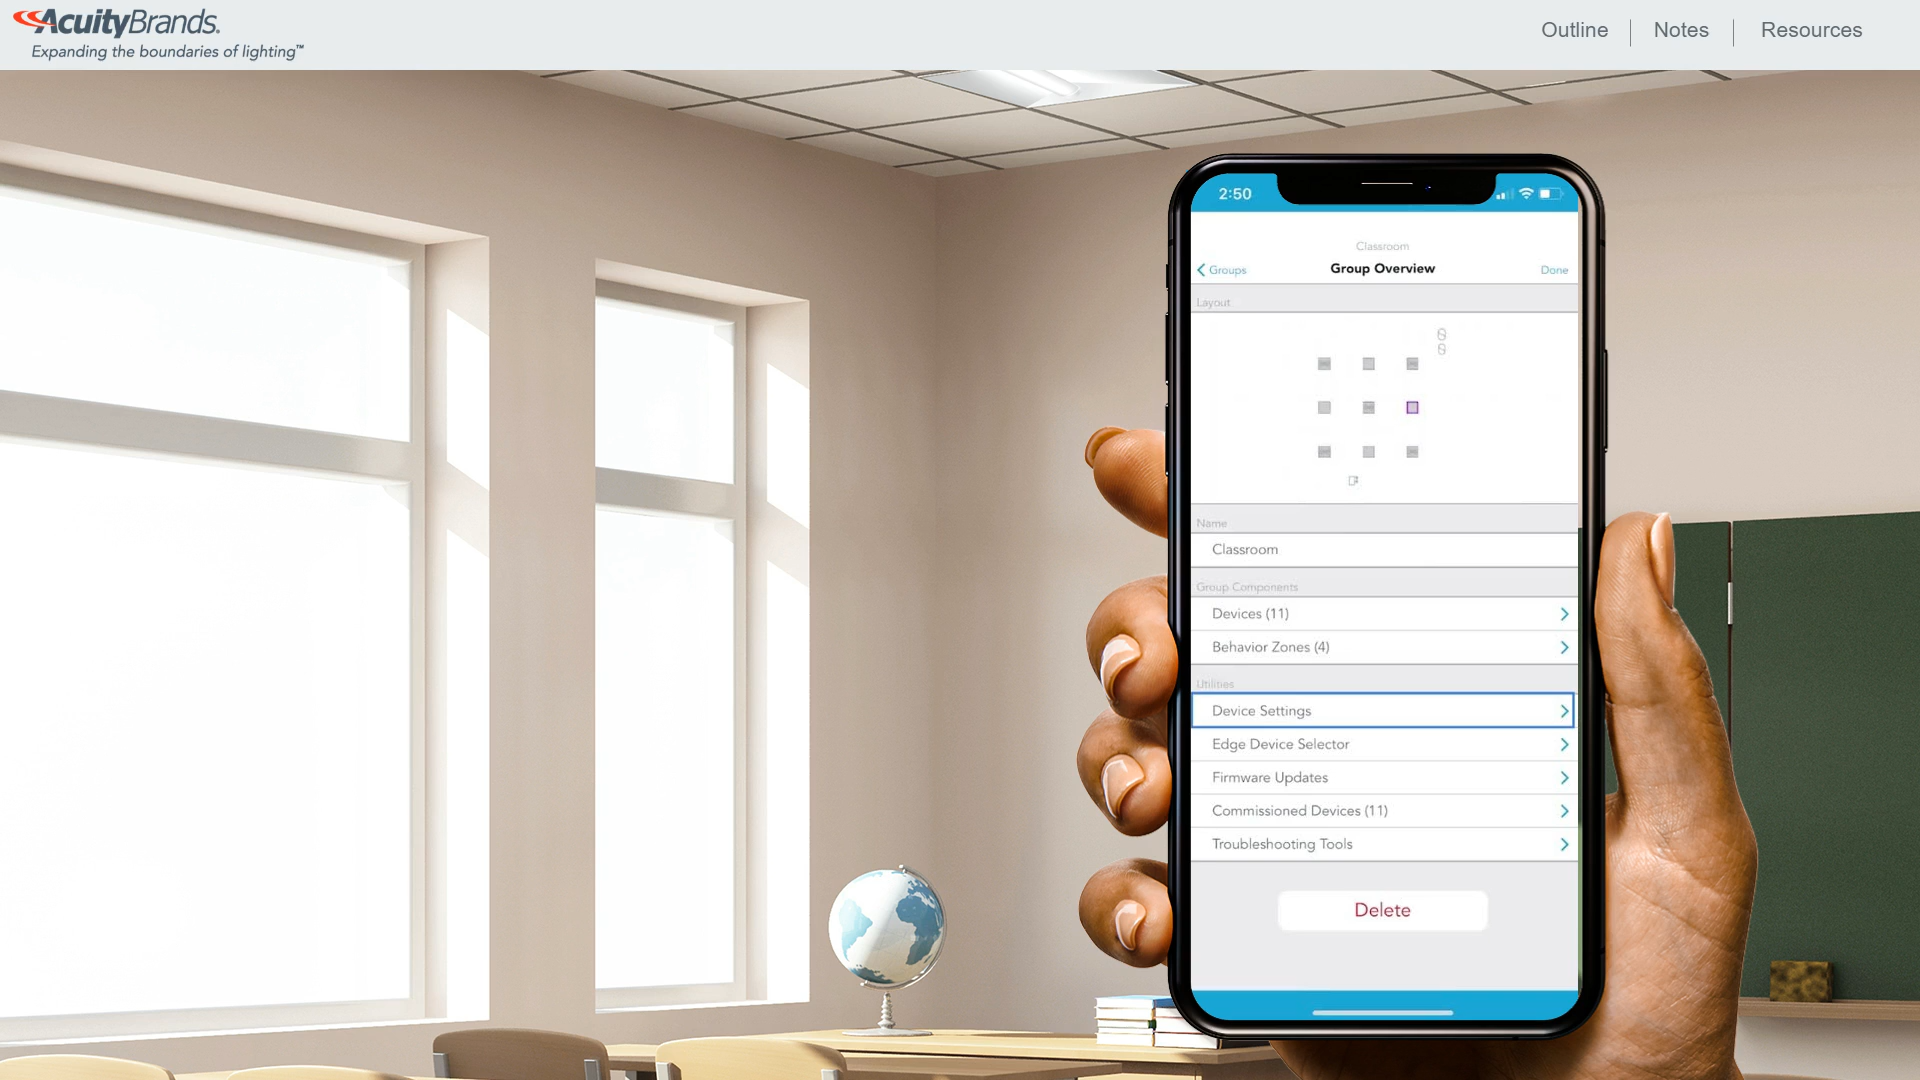 AcuityBrands.
Expanding the boundaries of lighting™
Outline
Notes
Resources
2:50
Classroom
Groups
Group Overview
Done
Layout
Name
Classroom
Group Components
Devices (11)
Behavior Zones (4)
Utilities
Device Settings
Edge Device Selector
Firmware Updates
Commissioned Devices (11)
Troubleshooting Tools
Delete